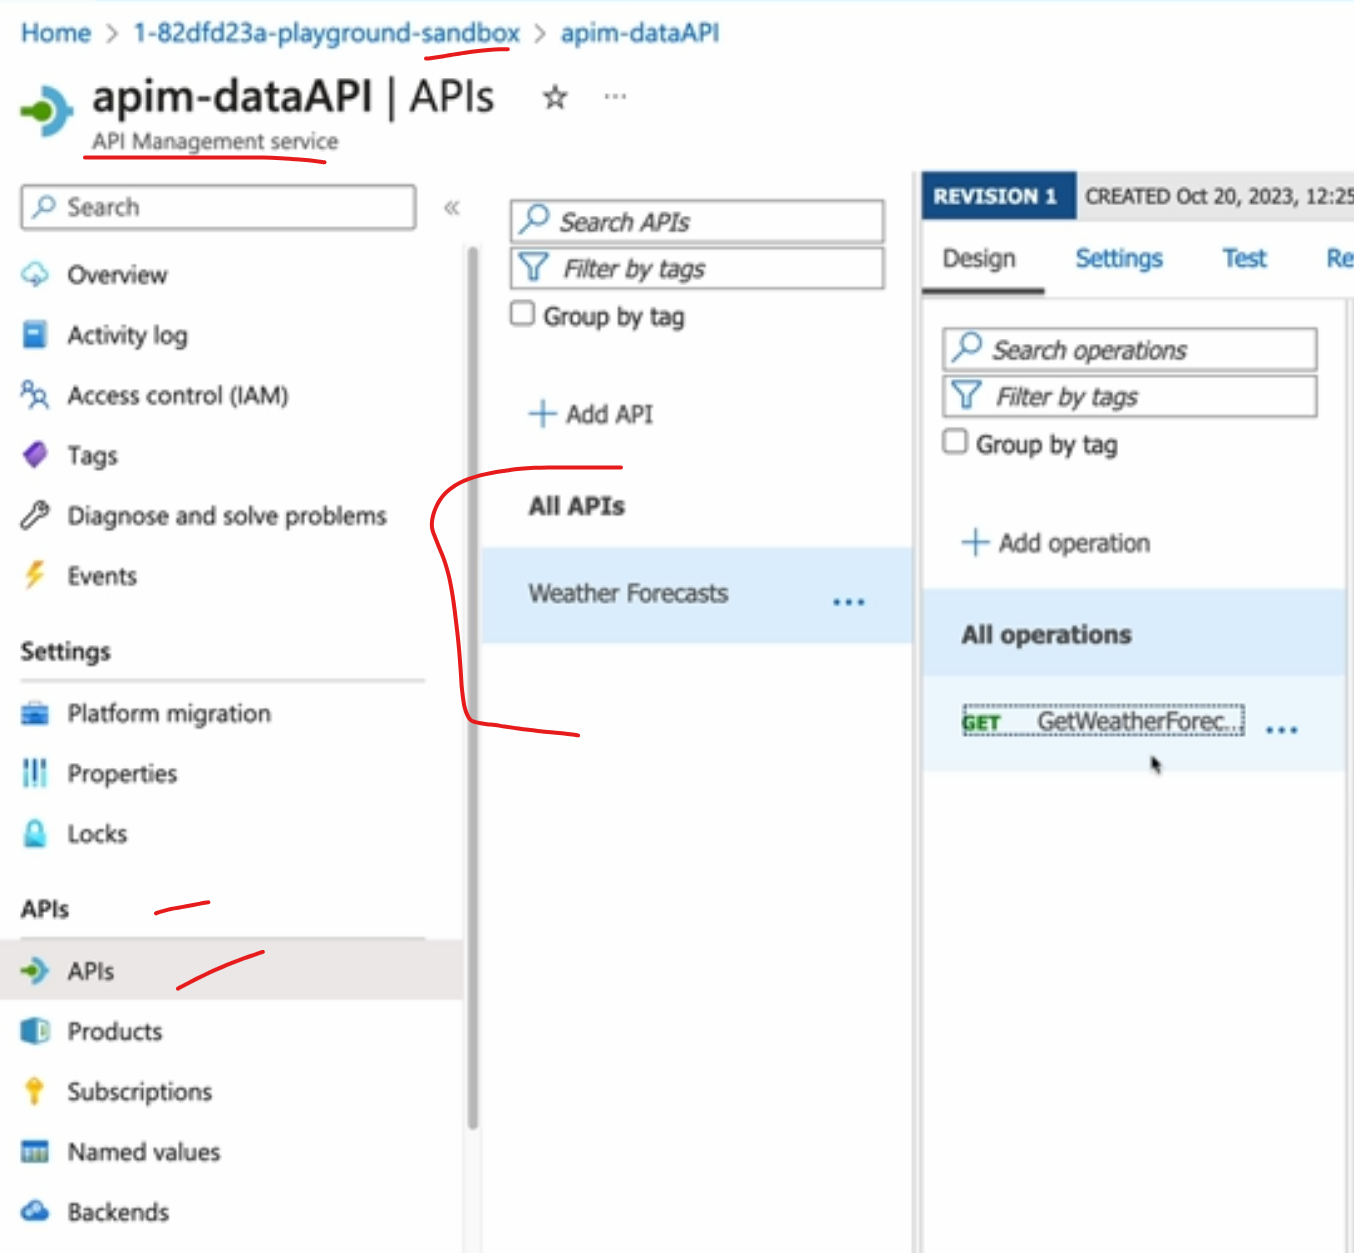 Home > 1-82dfd23a-playground-sandbox > apim-dataAPI
apim-dataAPI | APIs
API Management service
Search
Overview
Activity log
Access control (IAM)
Tags
Diagnose and solve problems
Events
Settings
Platform migration
Properties
Locks
APIs
APIs
Products
Subscriptions
Named values
Backends
Search APIs
Filter by tags
Group by tag
+ Add API
All APIs
Weather Forecasts
REVISION 1 CREATED Oct 20, 2023, 12:25
Design Settings Test Re
Search operations
Filter by tags
Group by tag
+ Add operation
All operations
GET GetWeatherForec...